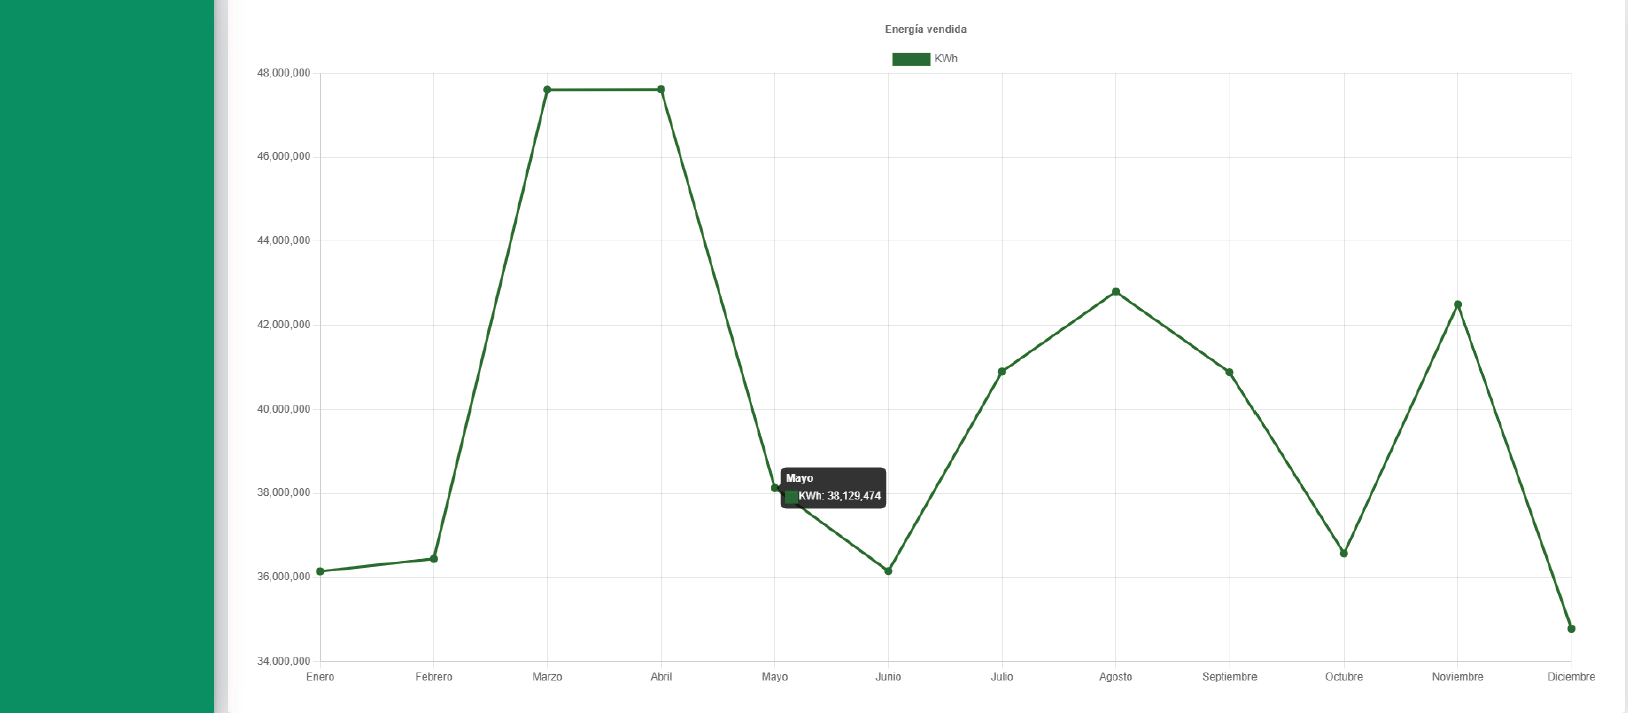 Energía vendida
KWh
48,000,000
46,000,000
44,000,000
42,000,000
40,000,000
38,000,000
36,000,000
34,000,000
Mayo
KWh: 38,129,474
Enero Febrero Marzo Abril Mayo Junio Julio Agosto Septiembre Octubre Noviembre Diciembre